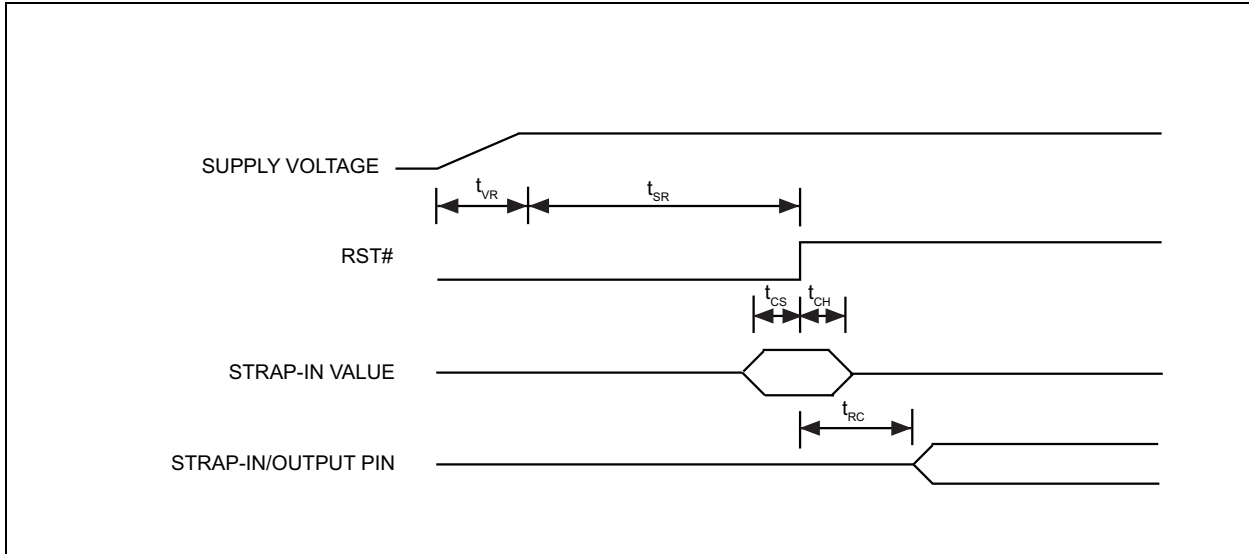 SUPPLY VOLTAGE
tVR
tSR
RST#
tCS
tCH
STRAP-IN VALUE
tRC
STRAP-IN/OUTPUT PIN